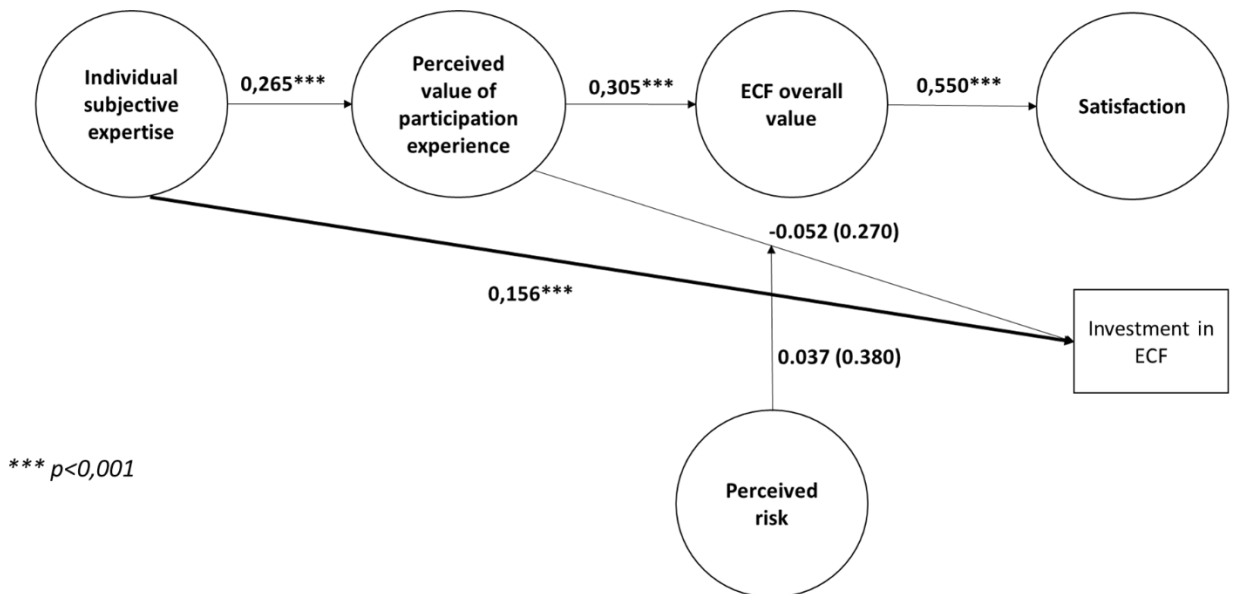 Individual
subjective
expertise
0,265***
Perceived
value of
participation
experience
0,305***
ECF overall
value
0,550***
Satisfaction
-0.052 (0.270)
0,156***
Investment in
ECF
0.037 (0.380)
*** p<0,001
Perceived
risk